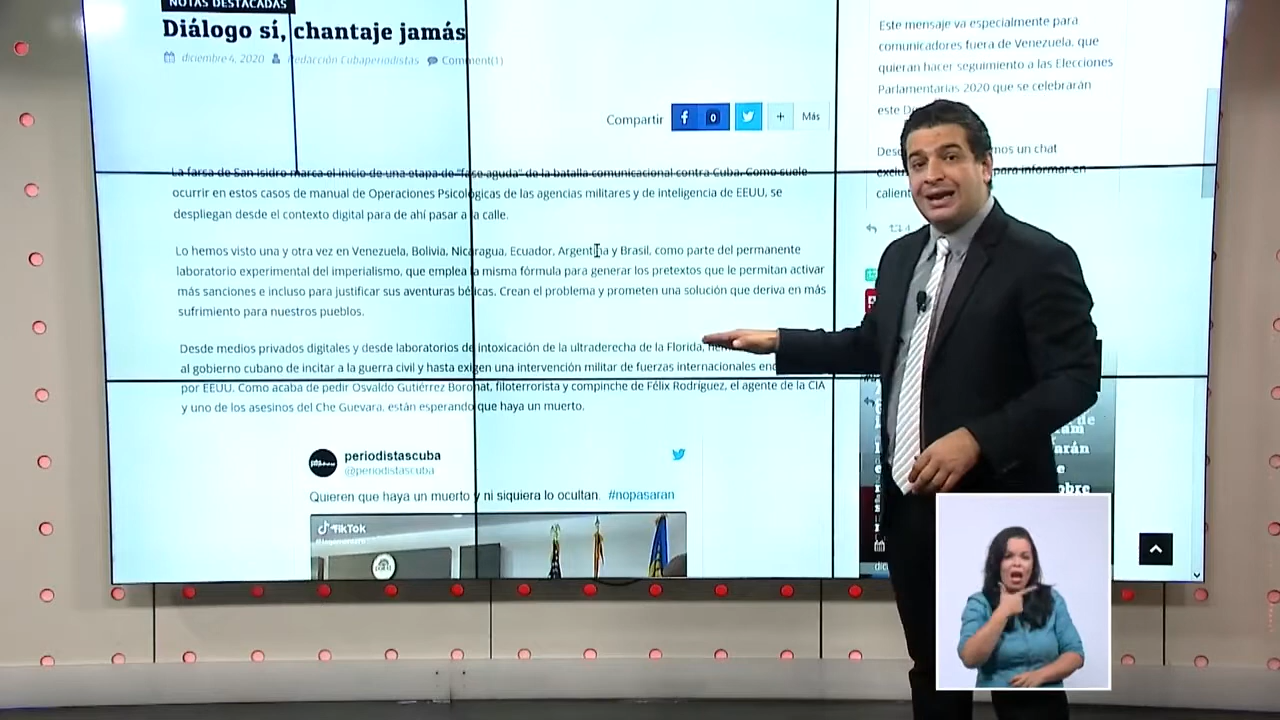 NOTAS DESTACADAS
Diálogo sí, chantaje jamás
diciembre 4, 2020 Redacción Cubaperiodistas Comment(1)
Compartir 0 + Más
La farsa de San Isidro marca el inicio de una etapa de "fase aguda" de la batalla comunicacional contra Cuba. Como suele
ocurrir en estos casos de manual de Operaciones Psicológicas de las agencias militares y de inteligencia de EEUU, se
despliegan desde el contexto digital para de ahí pasar a la calle.
Lo hemos visto una y otra vez en Venezuela, Bolivia, Nicaragua, Ecuador, Argentina y Brasil, como parte del permanente
laboratorio experimental del imperialismo, que emplea la misma fórmula para generar los pretextos que le permitan activar
más sanciones e incluso para justificar sus aventuras bélicas. Crean el problema y prometen una solución que deriva en más
sufrimiento para nuestros pueblos.
Desde medios privados digitales y desde laboratorios de intoxicación de la ultraderecha de la Florida,
al gobierno cubano de incitar a la guerra civil y hasta exigen una intervención militar de fuerzas internacionales
por EEUU. Como acaba de pedir Osvaldo Gutiérrez Boronat, filoterrorista y compinche de Félix Rodríguez, el agente de la CIA
y uno de los asesinos del Che Guevara, están esperando que haya un muerto.
periodistascuba
@periodistascuba
Quieren que haya un muerto y ni siquiera lo ocultan. #nopasaran
TikTok
Este mensaje va especialmente para
comunicadores fuera de Venezuela, que
quieran hacer seguimiento a las Elecciones
Parlamentarias 2020 que se celebrarán
este
un chat
para informar en